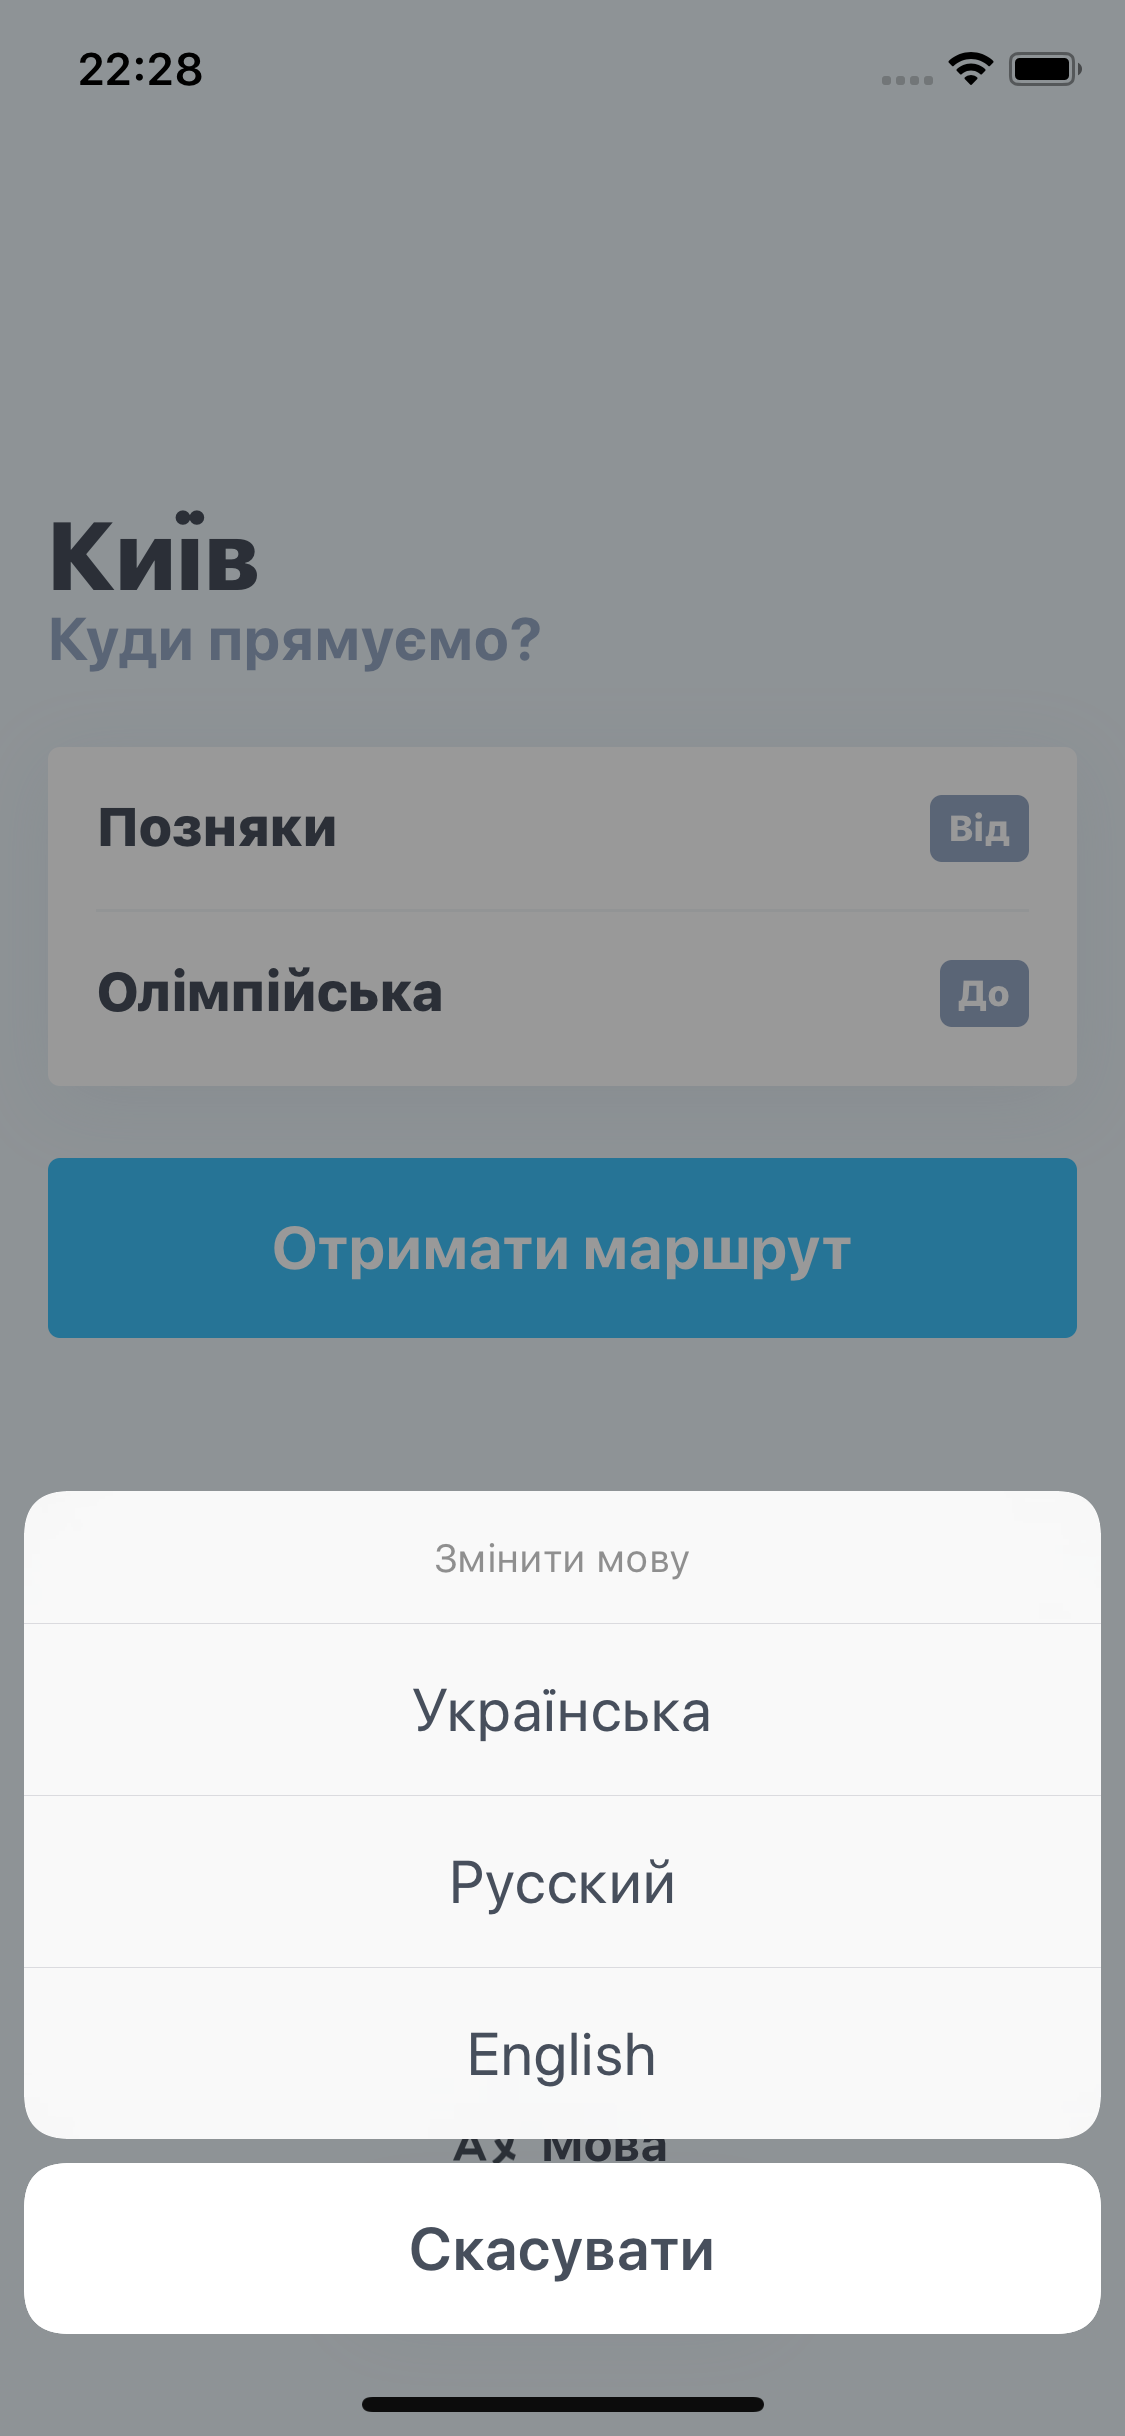 22:28
Київ
Куди прямуємо?
Позняки
Від
Олімпійська
До
Отримати маршрут
Змінити мову
Українська
Русский
English
Мова
Скасувати